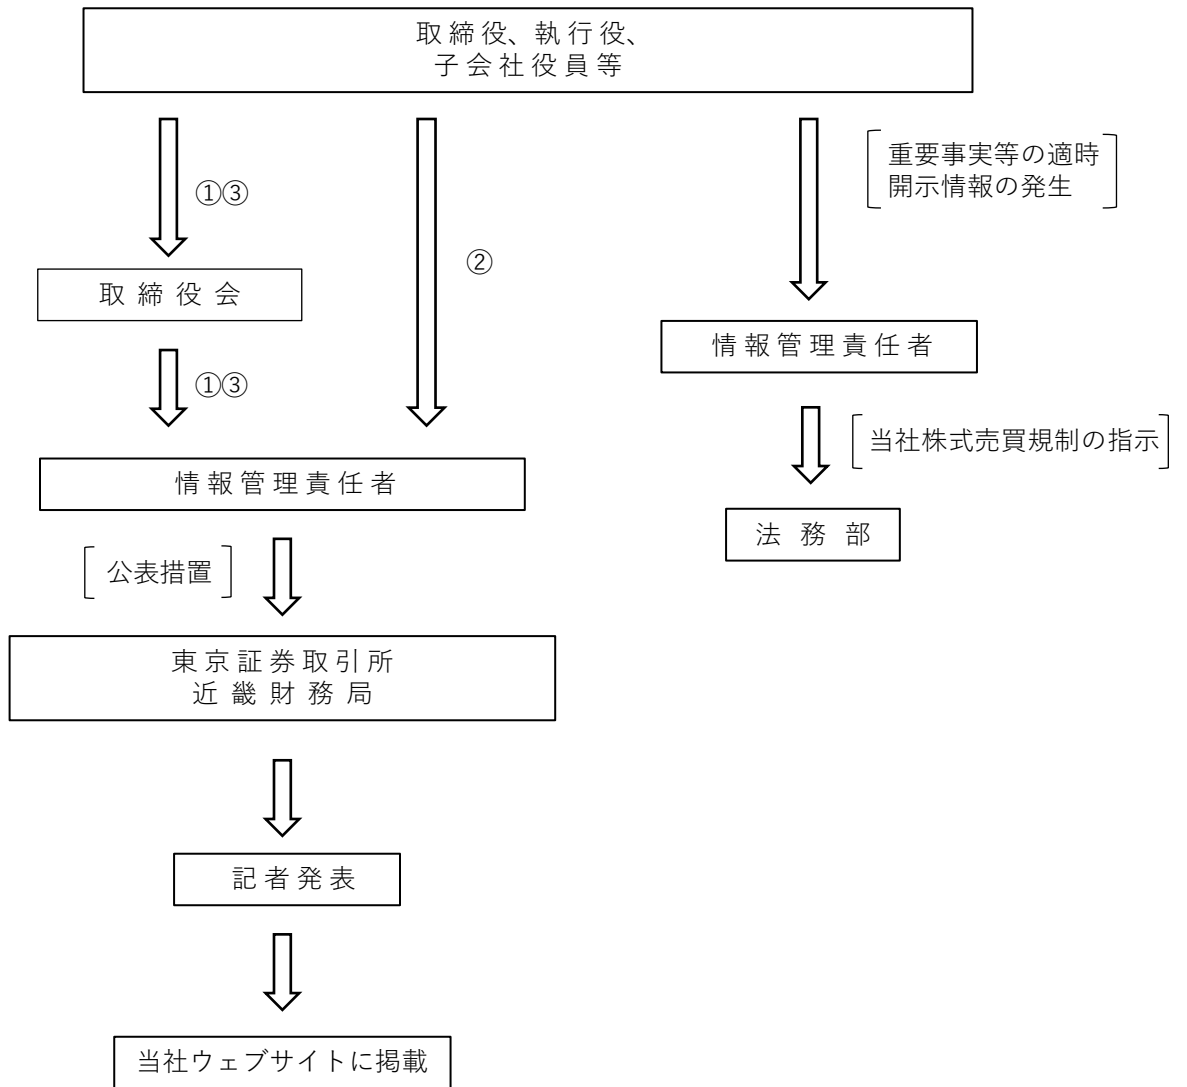 取締役、執行役、
子会社役員等
①③
②
重要事実等の適時
開示情報の発生
取締役会
①③
情報管理責任者
当社株式売買規制の指示
情報管理責任者
法務部
公表措置
東京証券取引所
近畿財務局
記者発表
当社ウェブサイトに掲載